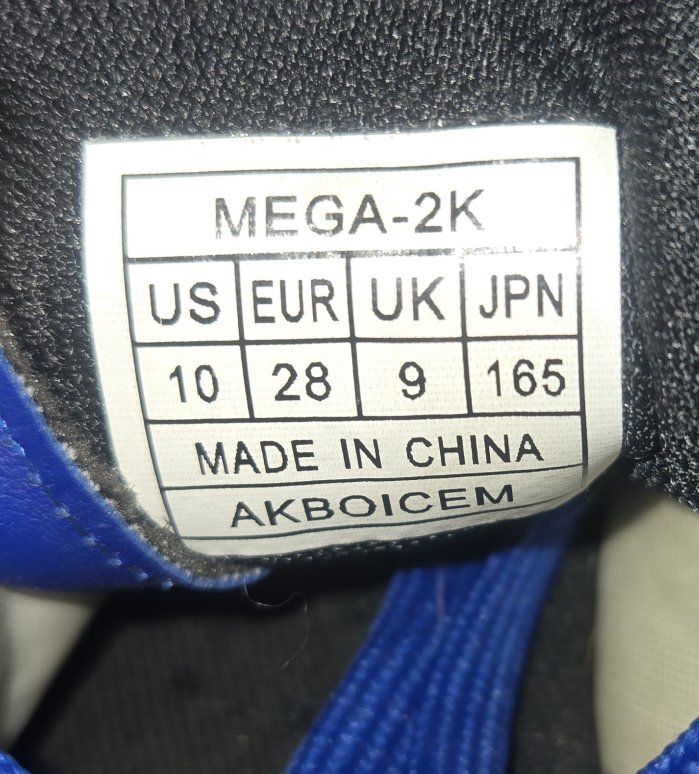 MEGA-2K
US EUR UK JPN
10 28 9 165
MADE IN CHINA
AKBOICEM